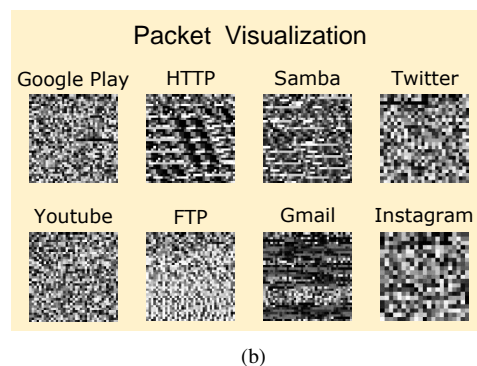 Packet Visualization
Google Play HTTP Samba Twitter
Youtube FTP Gmail Instagram
(b)